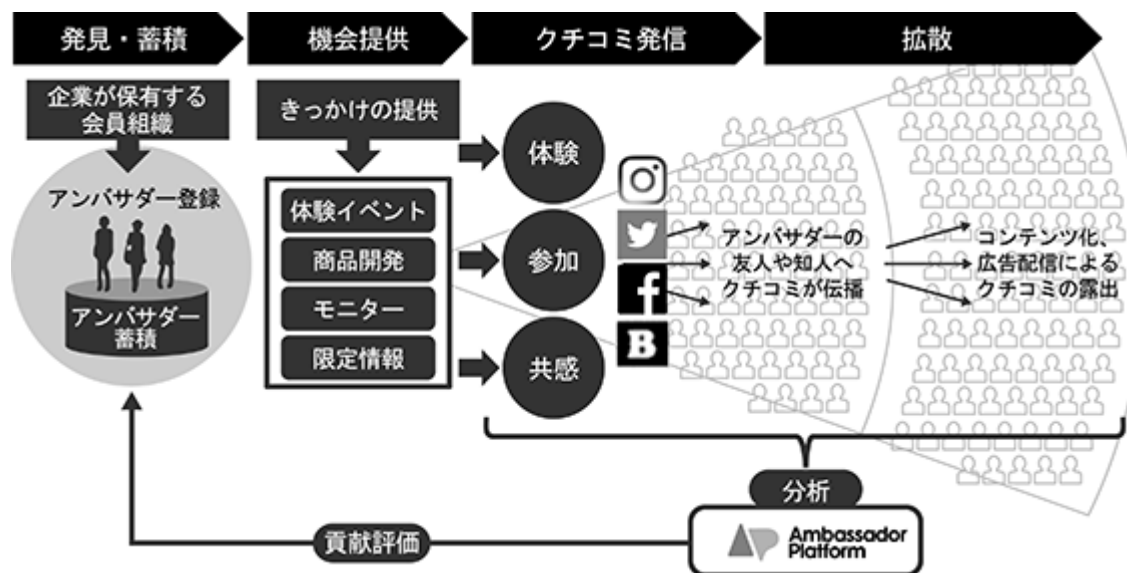 発見・蓄積
機会提供
クチコミ発信
拡散
企業が保有する
会員組織
アンバサダー登録
アンバサダー
蓄積
きっかけの提供
体験イベント
商品開発
モニター
限定情報
体験
参加
共感
B
アンバサダーの
友人や知人へ
クチコミが伝播
コンテンツ化、
広告配信による
クチコミの露出
分析
Ambassador
Platform
貢献評価